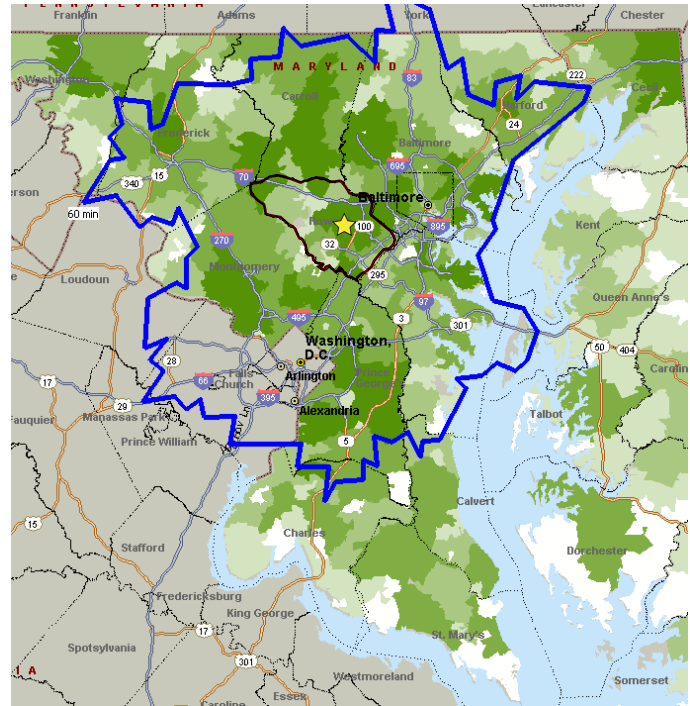 PENNSYLVANIA
Franklin
Adams
York
Chester
Washington
MARYLAND
Carroll
83
222
Cecil
Harford
24
Frederick
Baltimore
15
695
70
340
Baltimore
60 min
100
895
Kent
32
270
Montgomery
295
Loudoun
97
Queen Anne's
495
3
301
Washington,
D.C.
50
404
28
Prince
George
Falls
Church
Arlington
66
17
395
Caroline
29
Alexandria
Manassas Park
Talbot
Prince William
5
Calvert
15
Charles
Stafford
Dorchester
Fredericksburg
King George
17
St. Mary's
Spotsylvania
301
Westmoreland
Somerset
Essex
Caroline